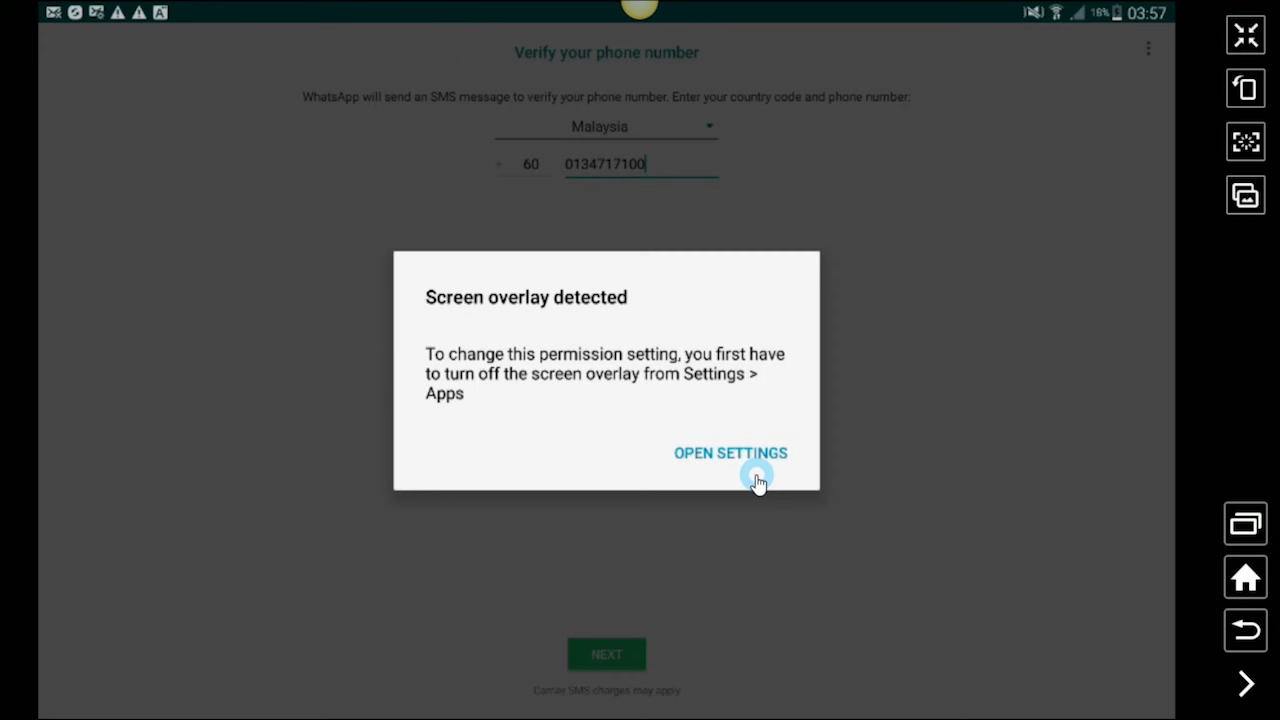 18% 03:57
Verify your phone number
WhatsApp will send an SMS message to verify your phone number. Enter your country code and phone number:
Malaysia
+ 60 0134717100
Screen overlay detected
To change this permission setting, you first have
to turn off the screen overlay from Settings >
Apps
OPEN SETTINGS
NEXT
Carrier SMS charges may apply